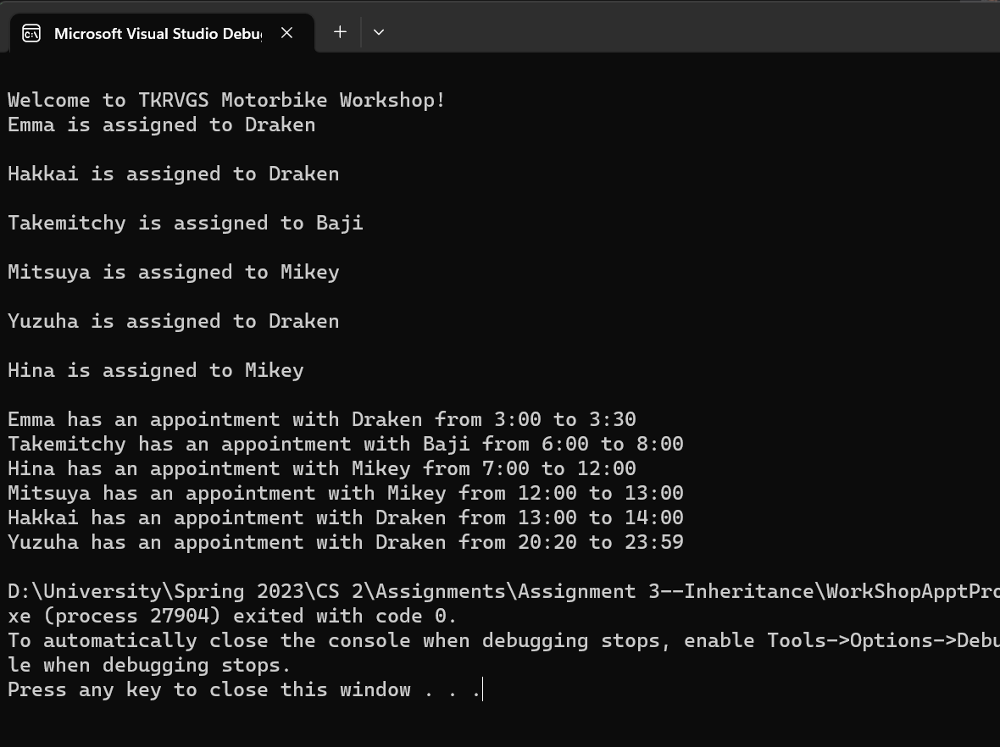 Microsoft Visual Studio Debu
Welcome to TKRVGS Motorbike Workshop!
Emma is assigned to Draken
Hakkai is assigned to Draken
Takemitchy is assigned to Baji
Mitsuya is assigned to Mikey
Yuzuha is assigned to Draken
Hina is assigned to Mikey
Emma has an appointment with Draken from 3:00 to 3:30
Takemitchy has an appointment with Baji from 6:00 to 8:00
Hina has an appointment with Mikey from 7:00 to 12:00
Mitsuya has an appointment with Mikey from 12:00 to 13:00
Hakkai has an appointment with Draken from 13:00 to 14:00
Yuzuha has an appointment with Draken from 20:20 to 23:59
D:\University\Spring 2023\CS 2\Assignments\Assignment 3--Inheritance\WorkShopApptPro
xe (process 27904) exited with code 0.
To automatically close the console when debugging stops, enable Tools->Options->Debu
le when debugging stops.
Press any key to close this window . . .